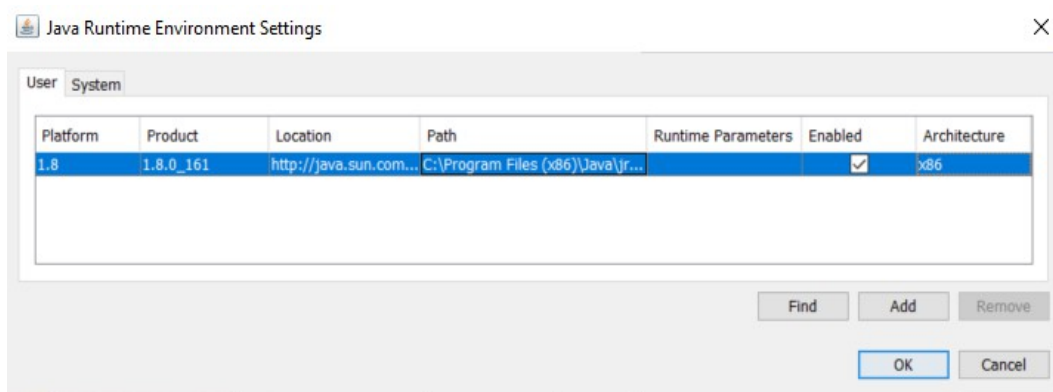 Java Runtime Environment Settings
User System
Platform Product Location Path Runtime Parameters Enabled Architecture
1.8 1.8.0_161 http://java.sun.com... C:\Program Files (x86)\Java\jr... x86
Find Add Remove
OK Cancel